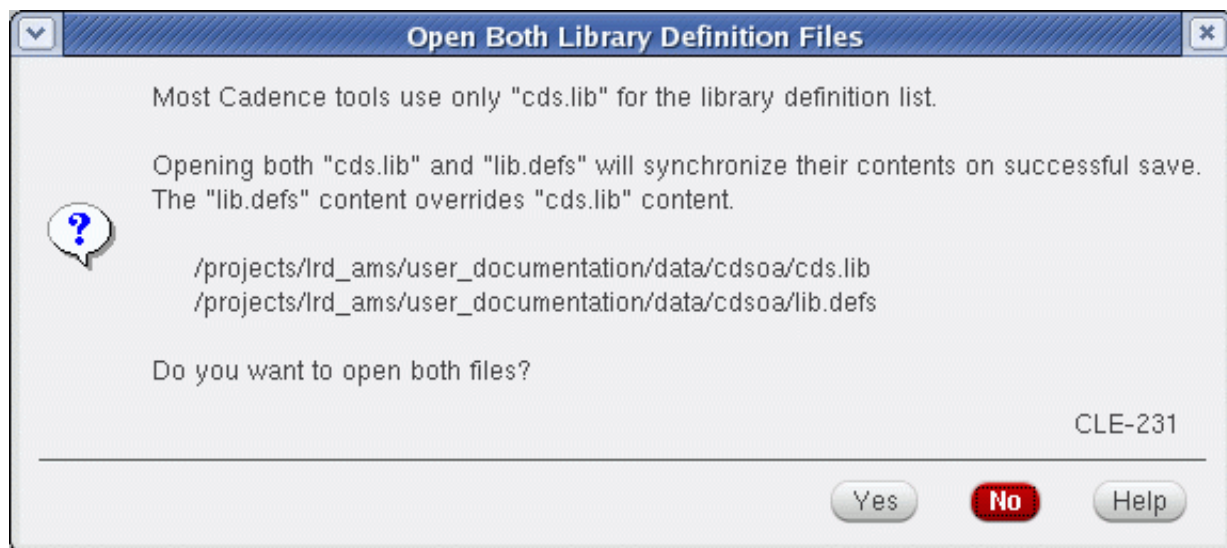 Open Both Library Definition Files
Most Cadence tools use only "cds.lib" for the library definition list.
Opening both "cds.lib" and "lib.defs" will synchronize their contents on successful save.
The "lib.defs" content overrides "cds.lib" content.
/projects/lrd_ams/user_documentation/data/cdsoa/cds.lib
/projects/lrd_ams/user_documentation/data/cdsoa/lib.defs
Do you want to open both files?
CLE-231
Yes No Help